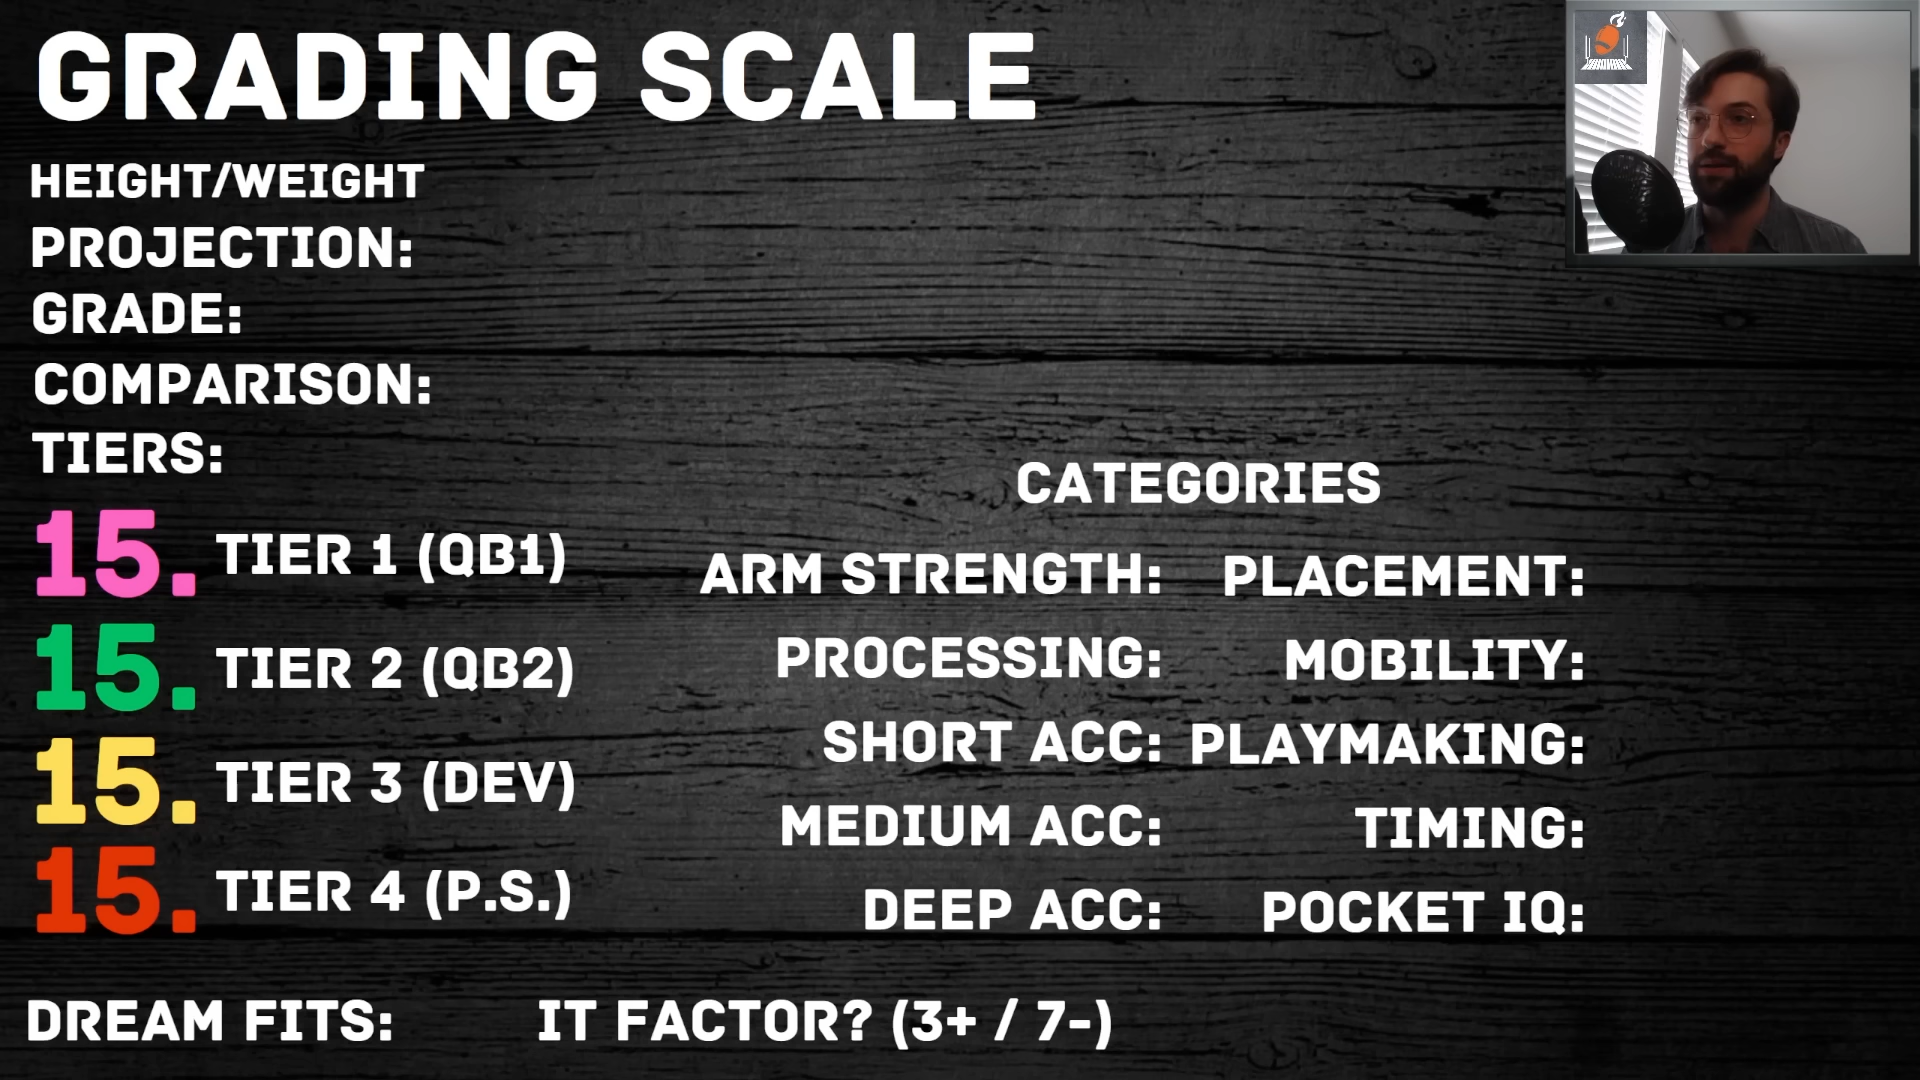 GRADING SCALE
HEIGHT/WEIGHT
PROJECTION:
GRADE:
COMPARISON:
TIERS:
15. TIER 1 (QB1)
15. TIER 2 (QB2)
15. TIER 3 (DEV)
15. TIER 4 (P.S.)
CATEGORIES
ARM STRENGTH: PLACEMENT:
PROCESSING: MOBILITY:
SHORT ACC: PLAYMAKING:
MEDIUM ACC: TIMING:
DEEP ACC: POCKET IQ:
DREAM FITS: IT FACTOR? (3+ / 7-)